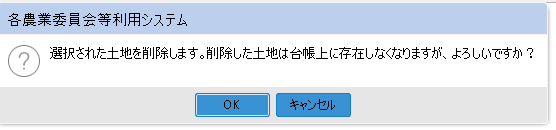 各農業委員会等利用システム
選択された土地を削除します。削除した土地は台帳上に存在しなくなりますが、よろしいですか？
OK
キャンセル